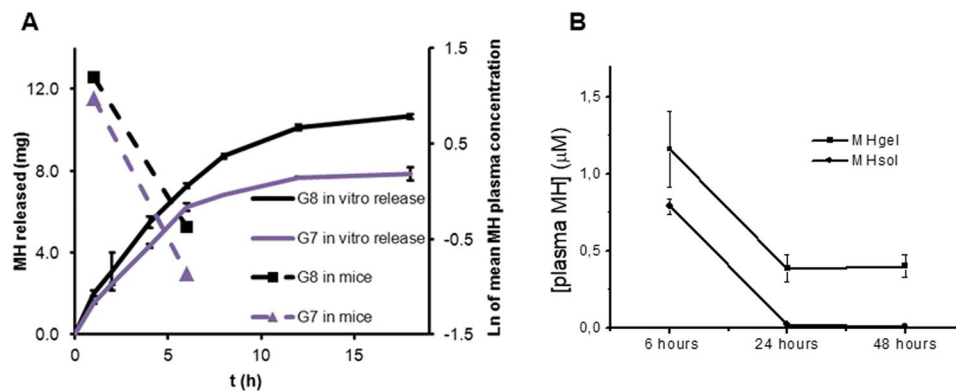 A
MH released (mg)
12.0
8.0
4.0
0.0
0
5
10
15
t (h)
1.5
0.5
-0.5
-1.5
Ln of mean MH plasma concentration
G8 in vitro release
G7 in vitro release
G8 in mice
G7 in mice
B
[plasma MH] (μM)
1,5
1,0
0,5
0,0
6 hours
24 hours
48 hours
MHgel
MHsol